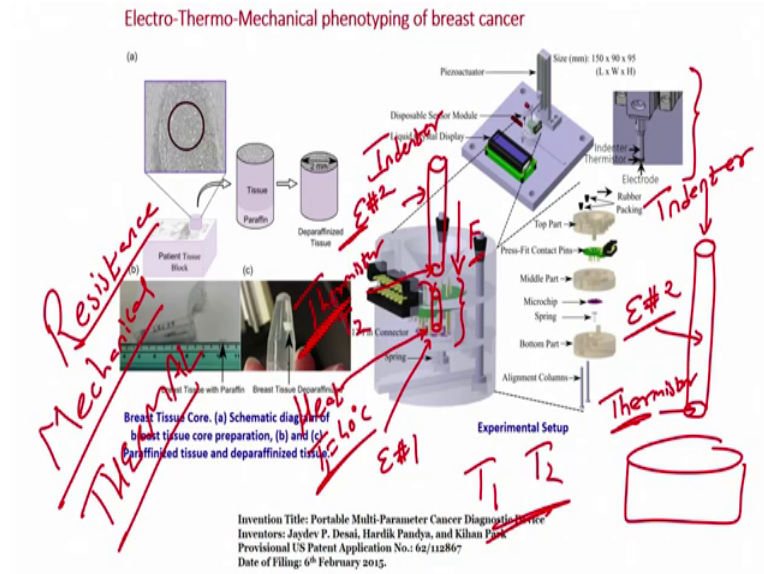 Electro-Thermo-Mechanical phenotyping of breast cancer
(a)
Tissue
Paraffin
2 mm
Deparaffinized
Tissue
Patient Tissue
Block
(b)
(c)
Breast Tissue with Paraffin
Breast Tissue Deparaffinized
Breast Tissue Core. (a) Schematic diagram of
breast tissue core preparation, (b) and (c)
Paraffinized tissue and deparaffinized tissue.
Piezoactuator
Size (mm): 150 x 90 x 95
(L x W x H)
Disposable Sensor Module
Liquid Crystal Display
Indenter
Thermistor
Electrode
Rubber
Packing
Top Part
Press-Fit Contact Pins
Middle Part
Microchip
Spring
Bottom Part
Alignment Columns
Connector
Spring
Experimental Setup
Resistance
Mechanical
THERMAL
Indentor
E#2
Thermistor
T2
F
Heat
T=40°C
E#1
T1 T2
Indenter
E#2
Thermistor
Invention Title: Portable Multi-Parameter Cancer Diagnostic Device
Inventors: Jaydev P. Desai, Hardik Pandya, and Kihan Park
Provisional US Patent Application No.: 62/112867
Date of Filing: 6th February 2015.